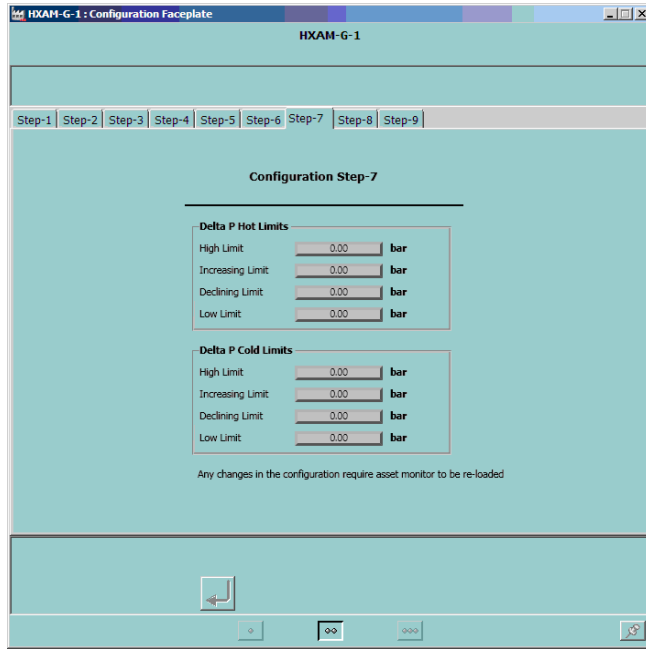 HXAM-G-1 : Configuration Faceplate
HXAM-G-1
Step-1 Step-2 Step-3 Step-4 Step-5 Step-6 Step-7 Step-8 Step-9
Configuration Step-7
Delta P Hot Limits
High Limit 0.00 bar
Increasing Limit 0.00 bar
Declining Limit 0.00 bar
Low Limit 0.00 bar
Delta P Cold Limits
High Limit 0.00 bar
Increasing Limit 0.00 bar
Declining Limit 0.00 bar
Low Limit 0.00 bar
Any changes in the configuration require asset monitor to be re-loaded